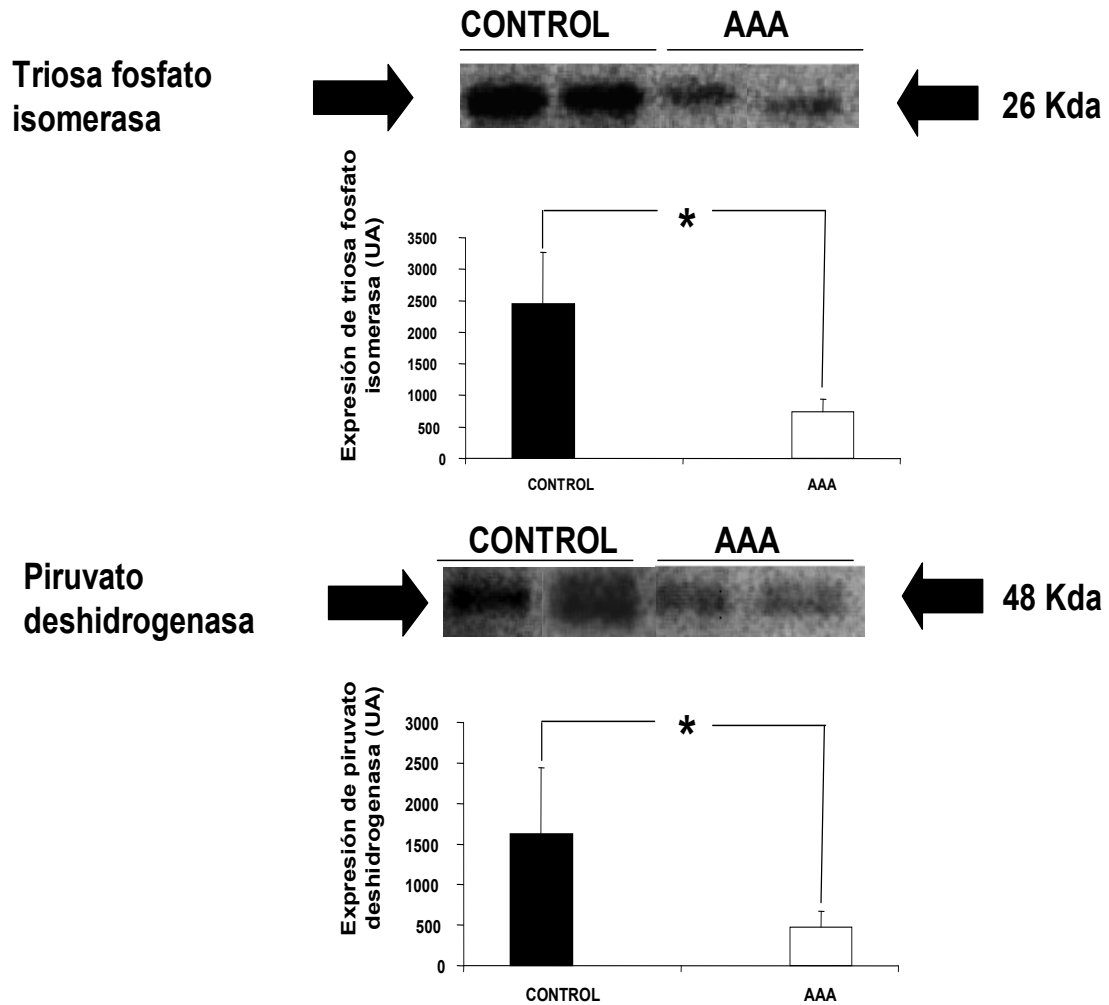 CONTROL AAA
Triosa fosfato
isomerasa
26 Kda
Expresión de triosa fosfato
isomerasa (UA)
*
3500
3000
2500
2000
1500
1000
500
0
CONTROL AAA
CONTROL AAA
Piruvato
deshidrogenasa
48 Kda
Expresión de piruvato
deshidrogenasa (UA)
*
3000
2500
2000
1500
1000
500
0
CONTROL AAA